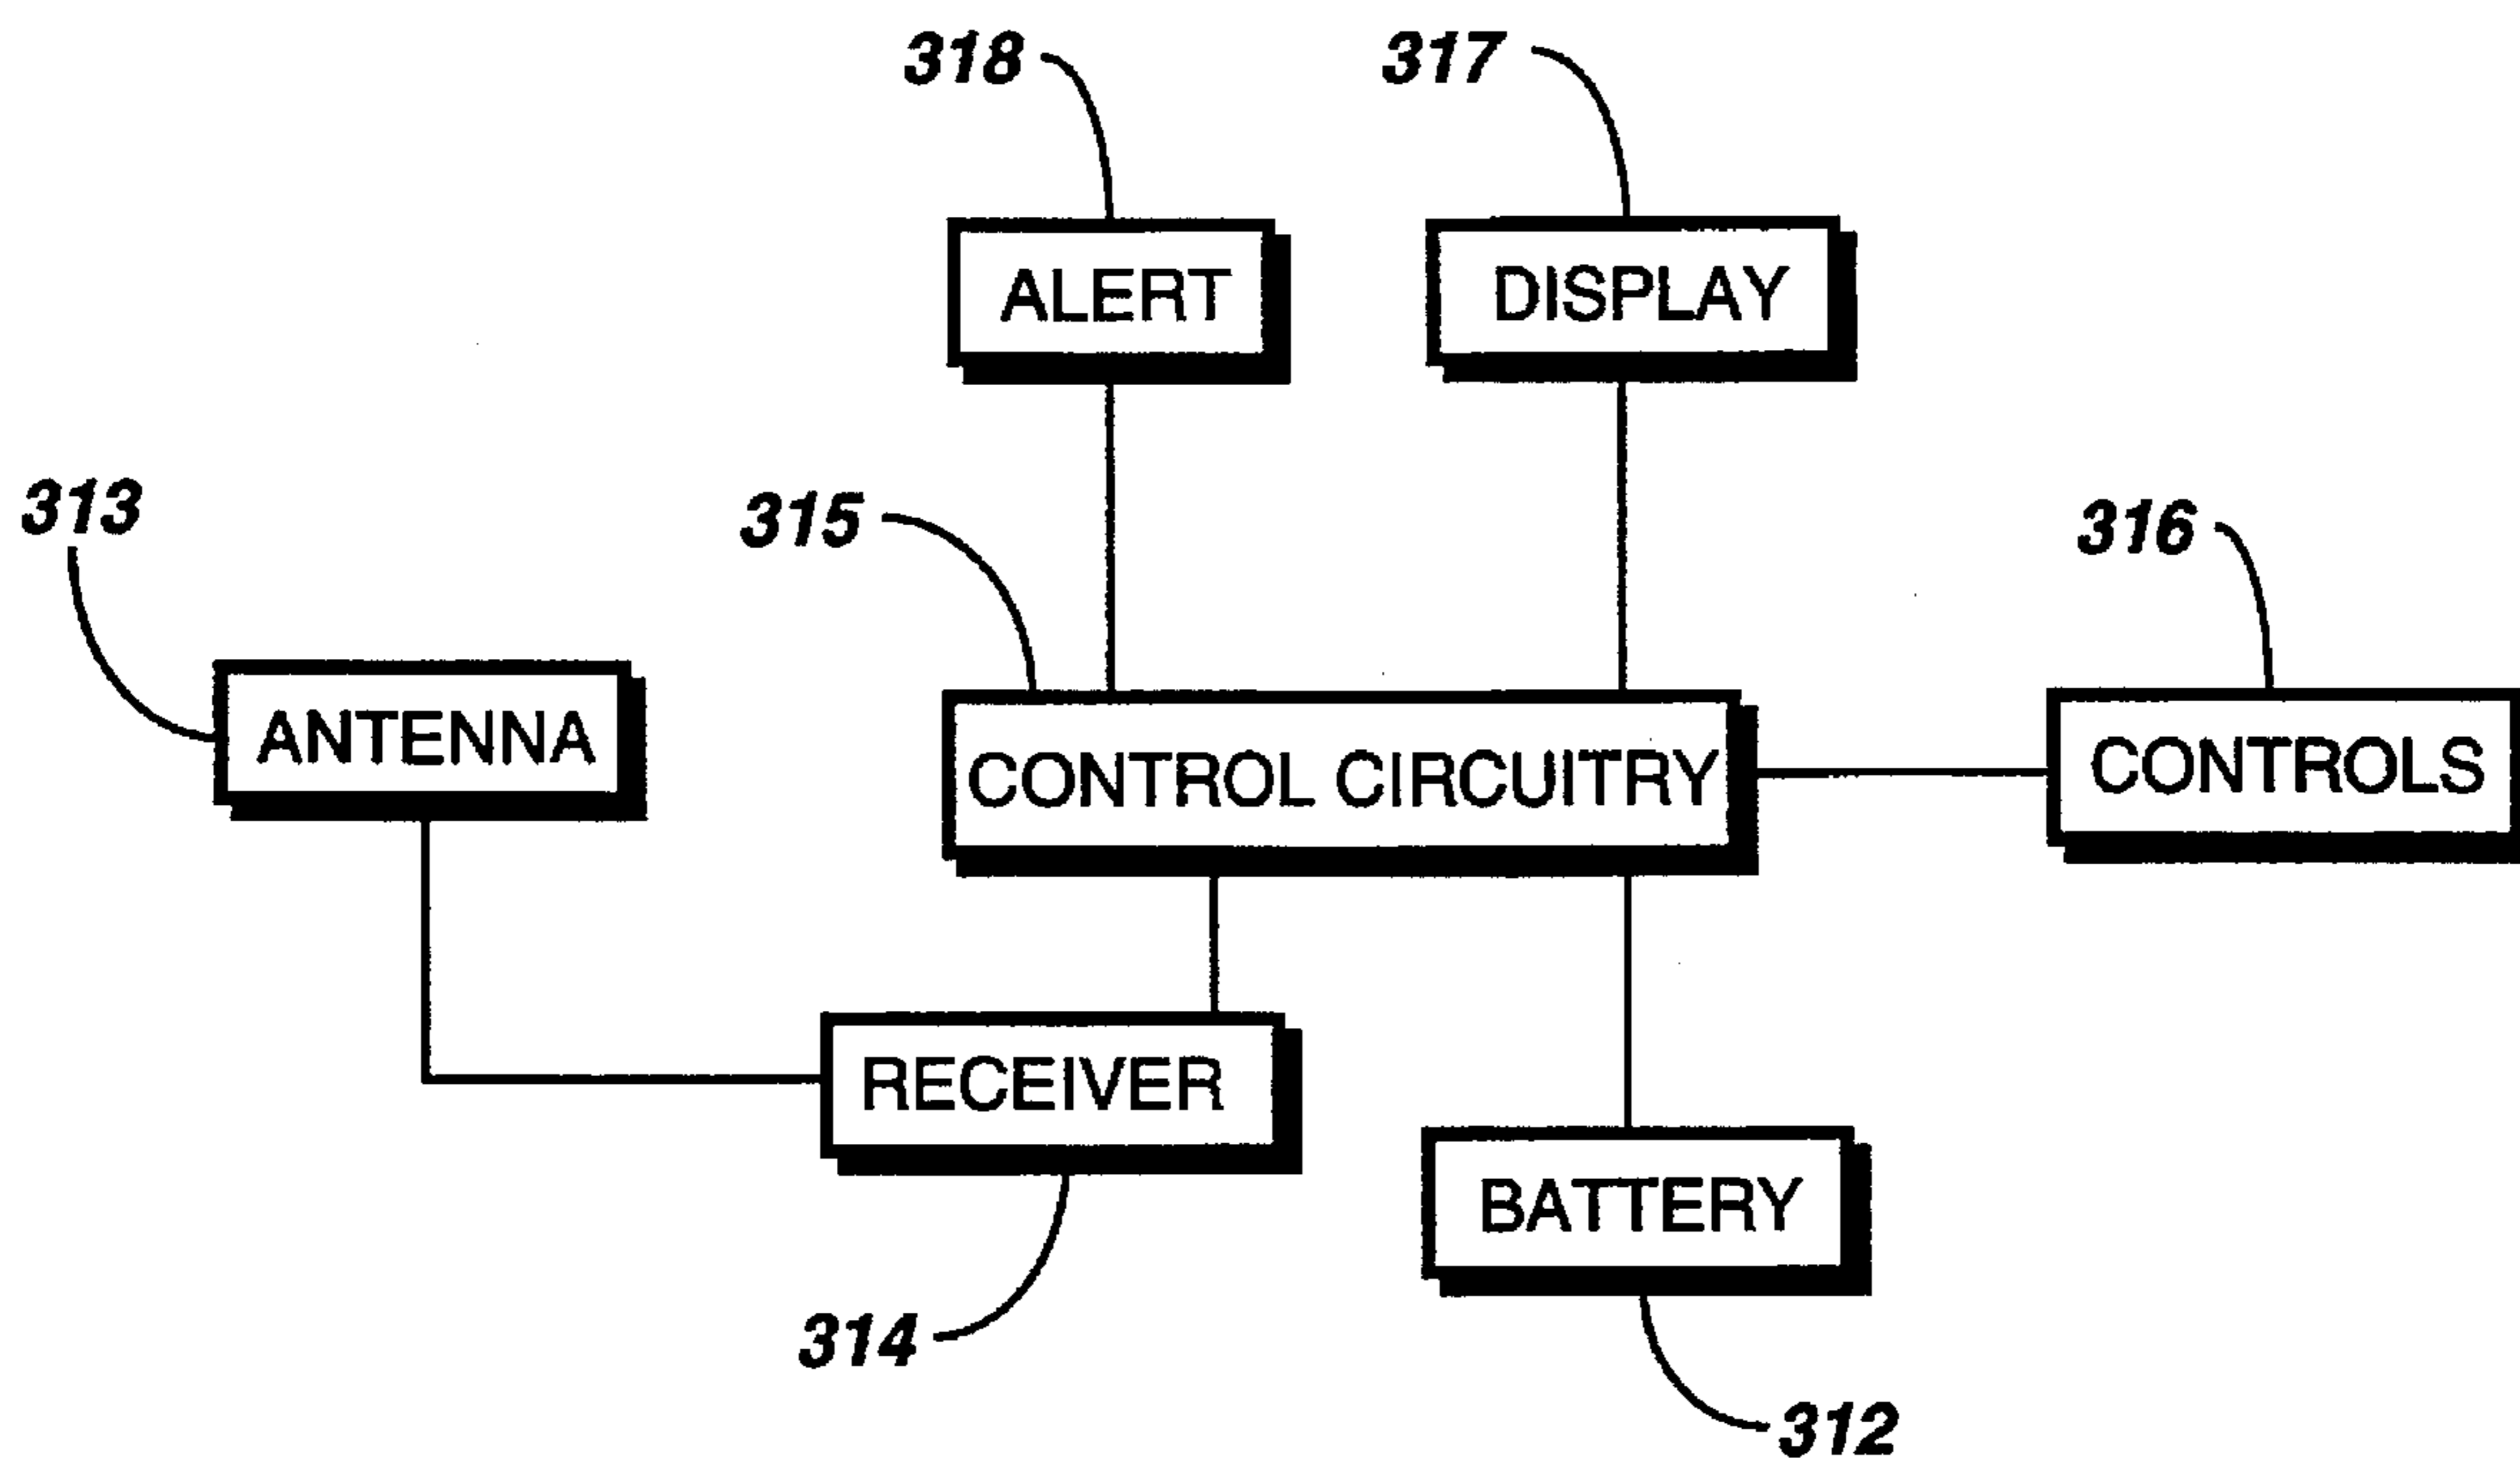 318
317
ALERT
DISPLAY
313
315
316
ANTENNA
CONTROL CIRCUITRY
CONTROLS
RECEIVER
BATTERY
314
312